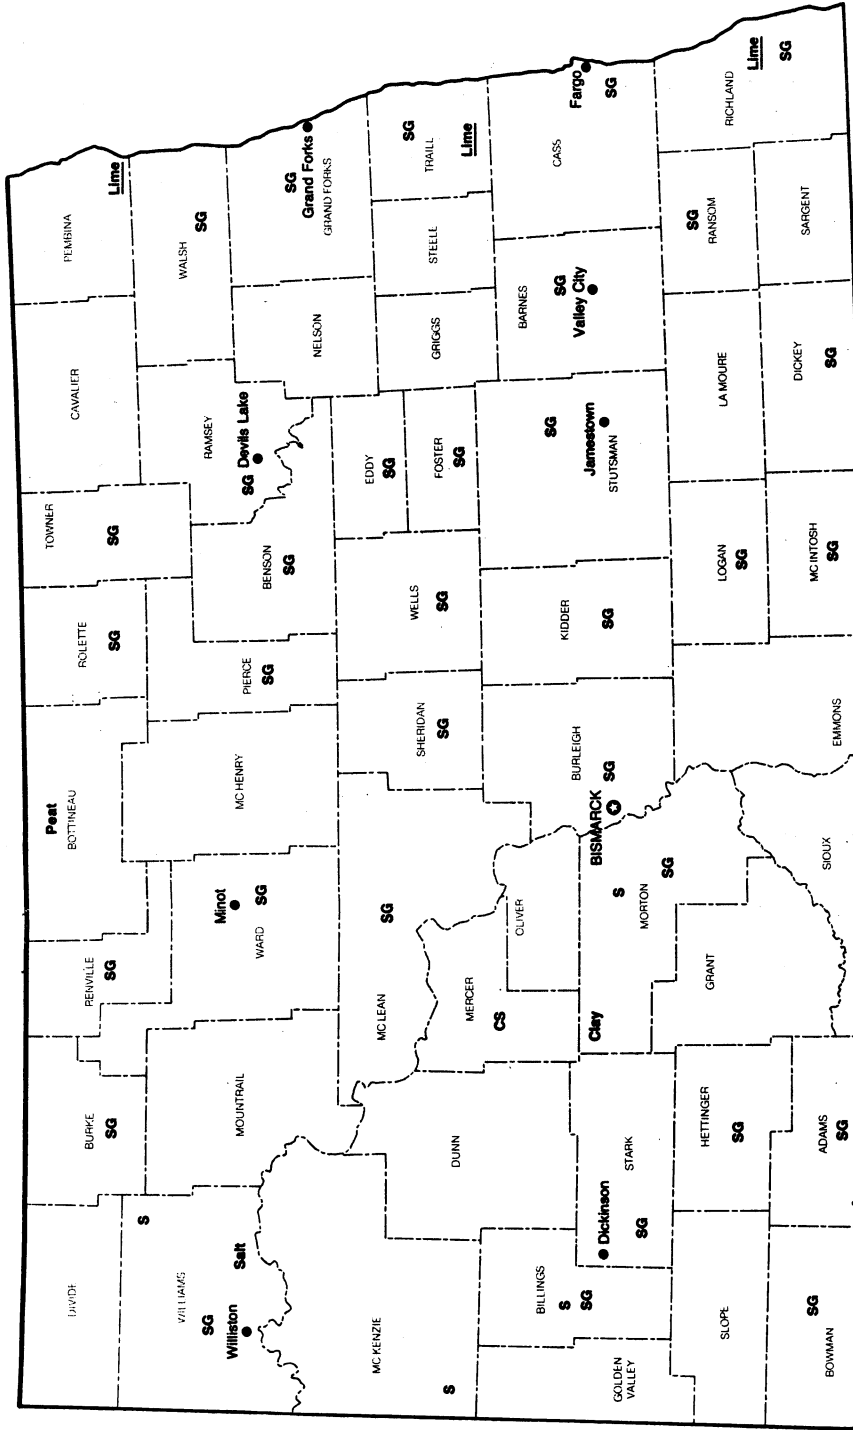 DIVIDE
BURKE
SG
RENVILLE
SG
Peat
BOTTINEAU
ROLETTE
SG
TOWNER
SG
CAVALIER
PEMBINA
Lime
S
WILLIAMS
SG
Williston
Salt
MOUNTRAIL
Minot
SG
WARD
MC HENRY
PIERCE
SG
BENSON
SG
RAMSEY
SG Devils Lake
WALSH
SG
NELSON
SG
Grand Forks
GRAND FORKS
MC KENZIE
S
DUNN
MC LEAN
SG
MERCER
CS
OLIVER
SHERIDAN
SG
WELLS
SG
EDDY
SG
FOSTER
SG
GRIGGS
STEELE
SG
TRAILL
Lime
BILLINGS
S
SG
GOLDEN
VALLEY
Dickinson
STARK
SG
Clay
S
MORTON
SG
BURLEIGH
SG
BISMARCK
KIDDER
SG
SG
Jamestown
STUTSMAN
BARNES
SG
Valley City
CASS
Fargo
SG
SLOPE
HETTINGER
SG
GRANT
LOGAN
SG
LA MOURE
SG
RANSOM
RICHLAND
Lime
SG
SG
BOWMAN
ADAMS
SG
SIOUX
EMMONS
MC INTOSH
SG
DICKEY
SG
SARGENT